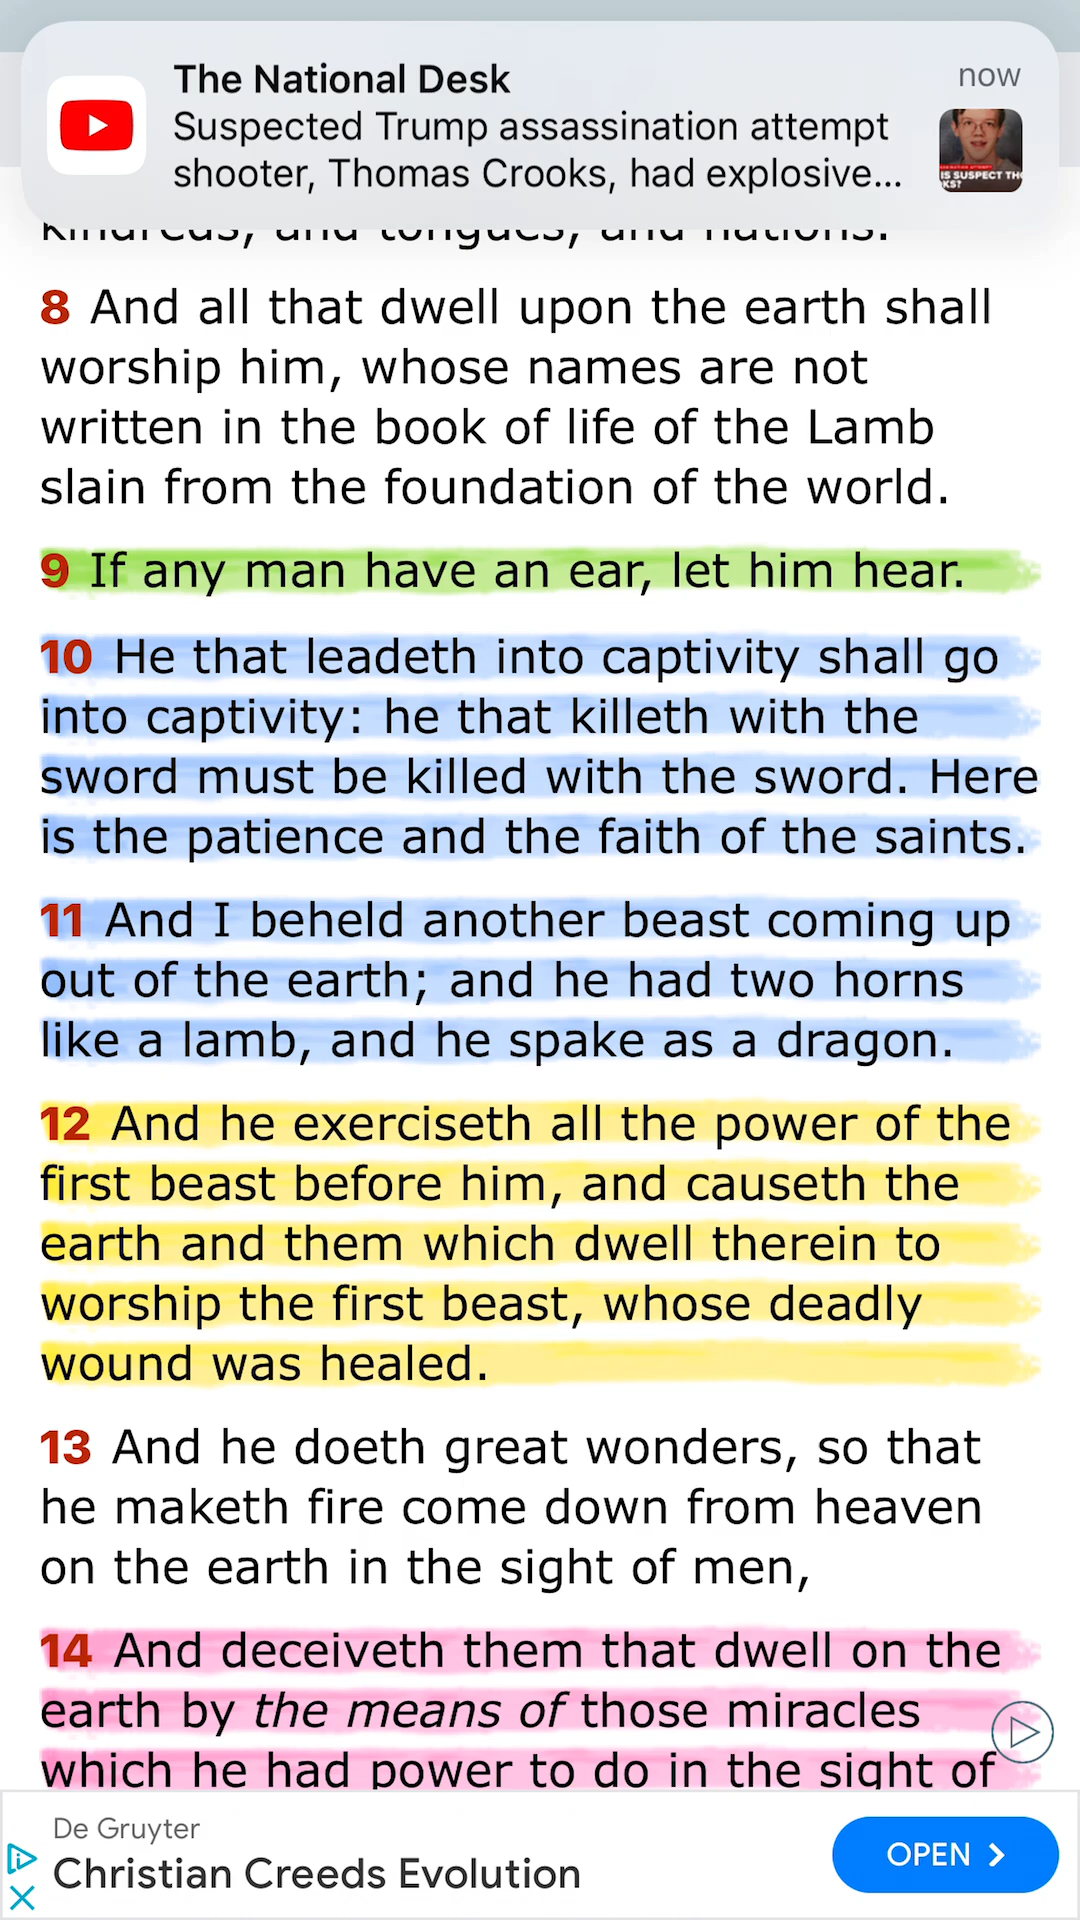 The National Desk
now
Suspected Trump assassination attempt
shooter, Thomas Crooks, had explosive...
IS SUSPECT TH
KS?
kindreds, and tongues, and nations.
8 And all that dwell upon the earth shall
worship him, whose names are not
written in the book of life of the Lamb
slain from the foundation of the world.
9 If any man have an ear, let him hear.
10 He that leadeth into captivity shall go
into captivity: he that killeth with the
sword must be killed with the sword. Here
is the patience and the faith of the saints.
11 And I beheld another beast coming up
out of the earth; and he had two horns
like a lamb, and he spake as a dragon.
12 And he exerciseth all the power of the
first beast before him, and causeth the
earth and them which dwell therein to
worship the first beast, whose deadly
wound was healed.
13 And he doeth great wonders, so that
he maketh fire come down from heaven
on the earth in the sight of men,
14 And deceiveth them that dwell on the
earth by the means of those miracles
which he had power to do in the sight of
De Gruyter
Christian Creeds Evolution
OPEN